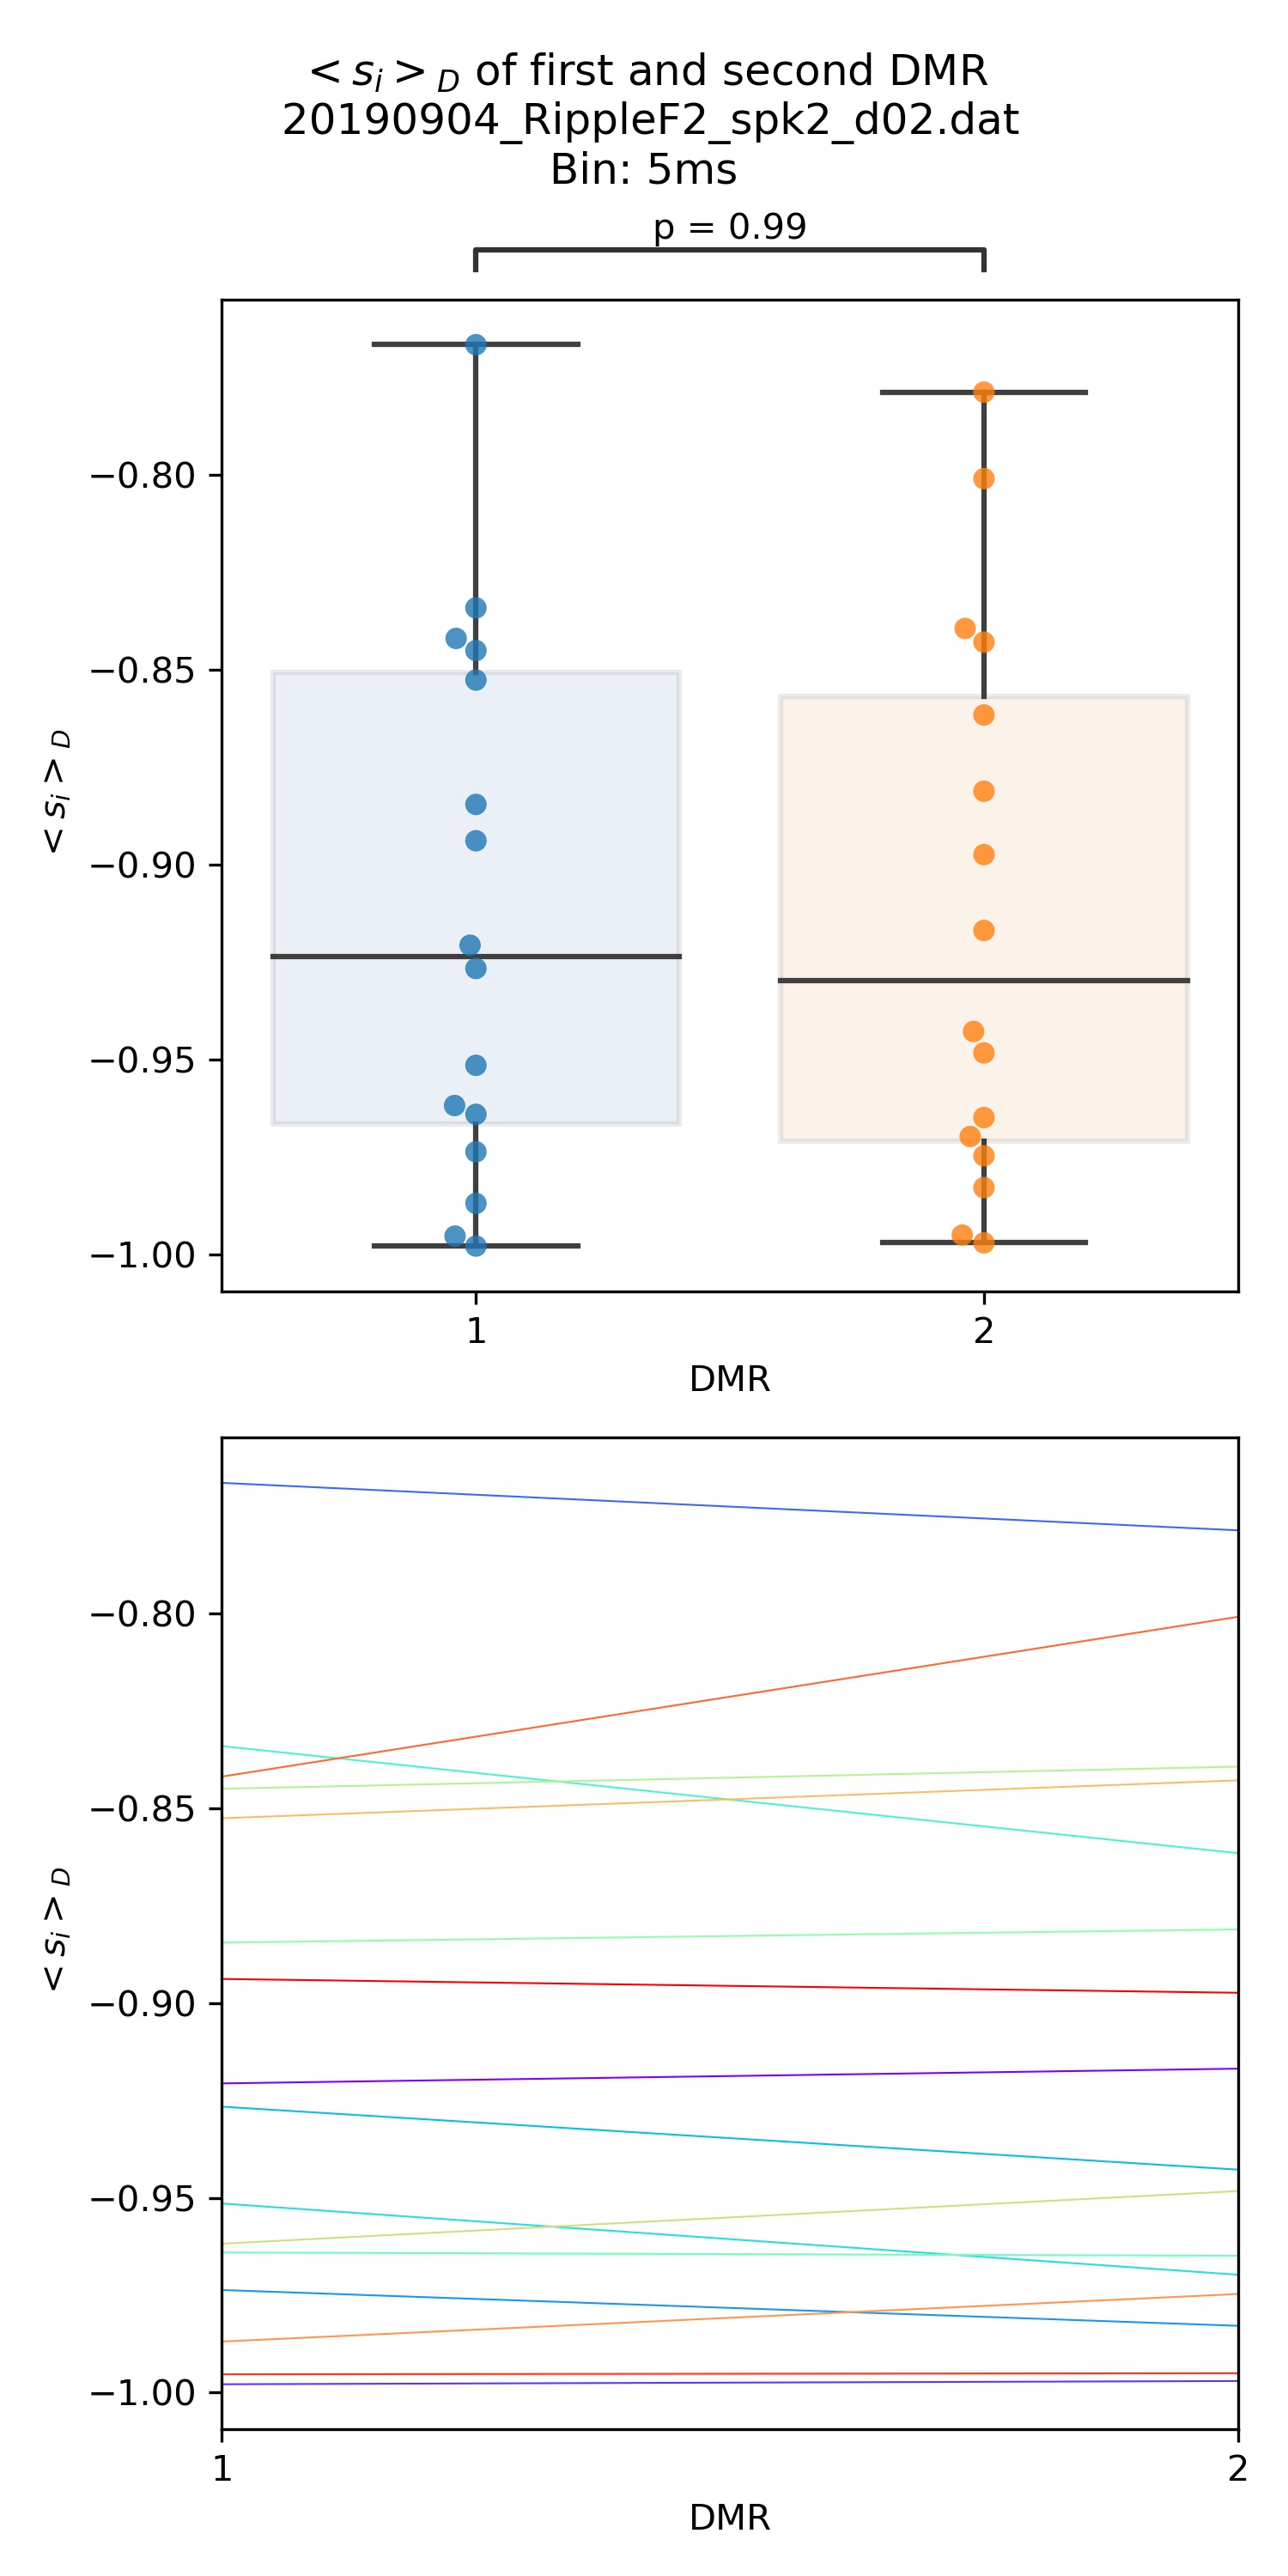 < s_i >_D of first and second DMR
20190904_RippleF2_spk2_d02.dat
Bin: 5ms
p = 0.99
−0.80
−0.85
−0.90
−0.95
−1.00
< s_i >_D
1
2
DMR
−0.80
−0.85
−0.90
−0.95
−1.00
< s_i >_D
1
2
DMR